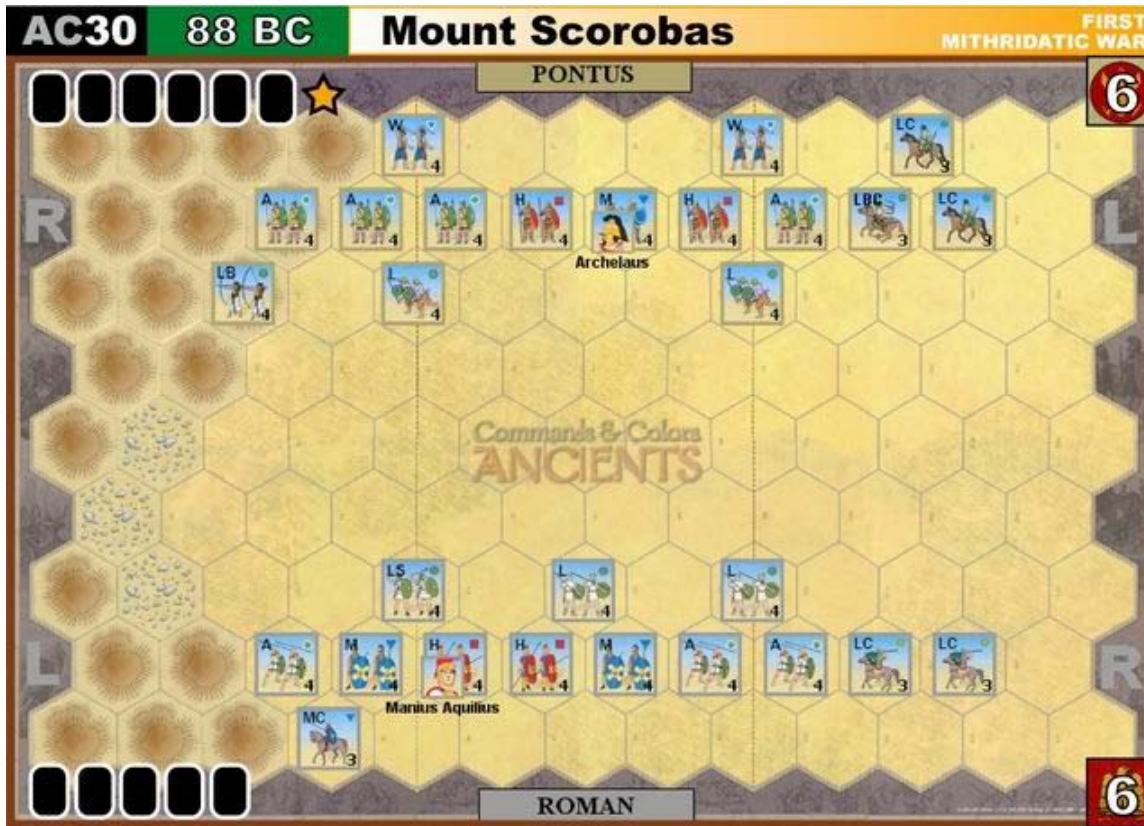 AC30 88 BC Mount Scorobas FIRST
MITHRIDATIC WAR
PONTUS
6
W 4 W 4 LC 3
R A 4 A 4 A 4 H 4 M 4 H 4 A 4 LBC 3 LC 3 L
Archelaus
LB 4 L 4 L 4
Commands & Colors
ANCIENTS
LS 4 L 4 L 4
L A 4 M 4 H 4 H 4 M 4 A 4 A 4 LC 3 LC 3 R
Manius Aquilius
MC 3
ROMAN
6